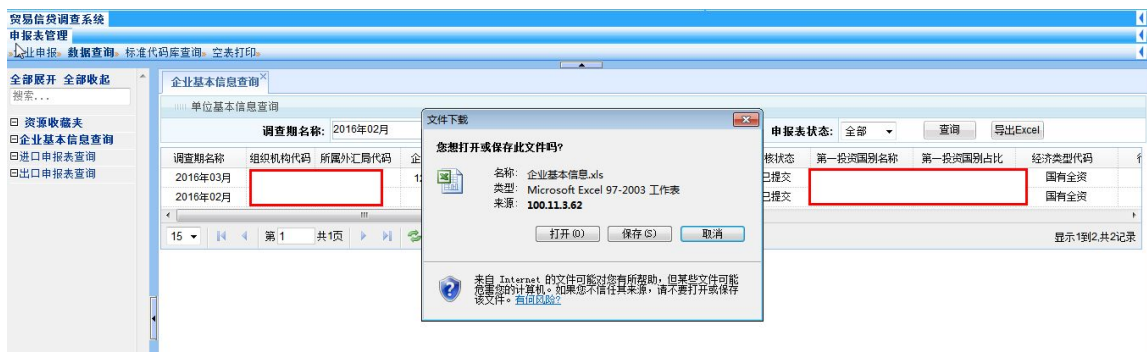 贸易信贷调查系统
申报表管理
业申报 数据查询 标准代码库查询 空表打印
全部展开 全部收起
搜索...
资源收藏夹
企业基本信息查询
进口申报表查询
出口申报表查询
企业基本信息查询
单位基本信息查询
调查期名称: 2016年02月
申报表状态: 全部 查询 导出Excel
调查期名称 组织机构代码 所属外汇局代码 企
核状态 第一投资国别名称 第一投资国别占比 经济类型代码
2016年03月 12
已提交 国有全资
2016年02月
已提交 国有全资
15 第 1 共1页
显示1到2,共2记录
文件下载
您想打开或保存此文件吗?
名称: 企业基本信息.xls
类型: Microsoft Excel 97-2003 工作表
来源: 100.11.3.62
打开(O) 保存(S) 取消
来自 Internet 的文件可能对您有所帮助，但某些文件可能
危害您的计算机。如果您不信任其来源，请不要打开或保存
该文件。有何风险?